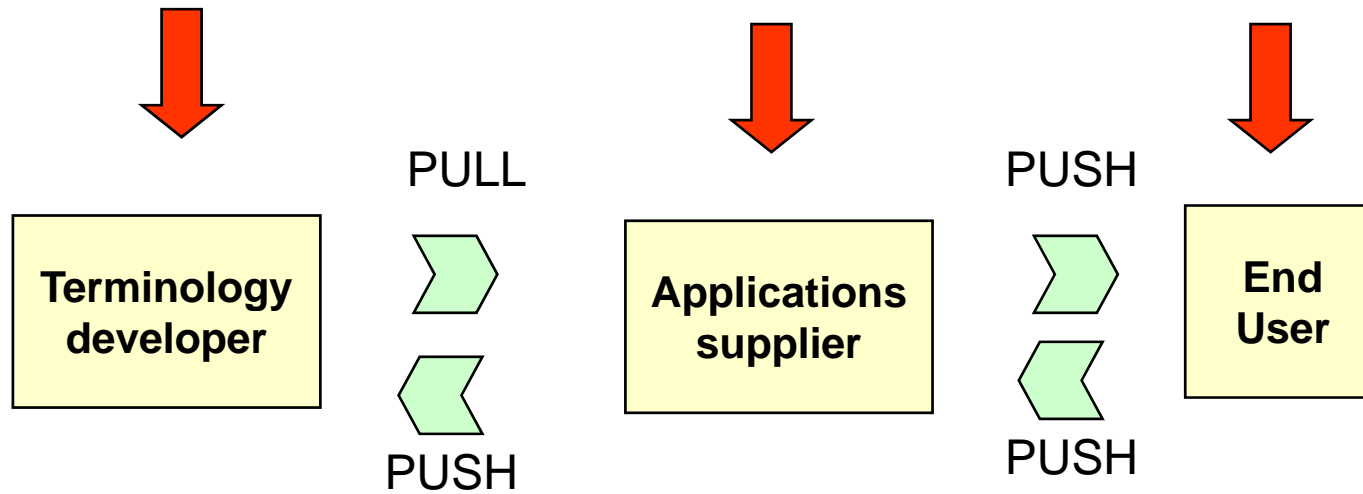 PULL
PUSH
Terminology
developer
Applications
supplier
End
User
PUSH
PUSH